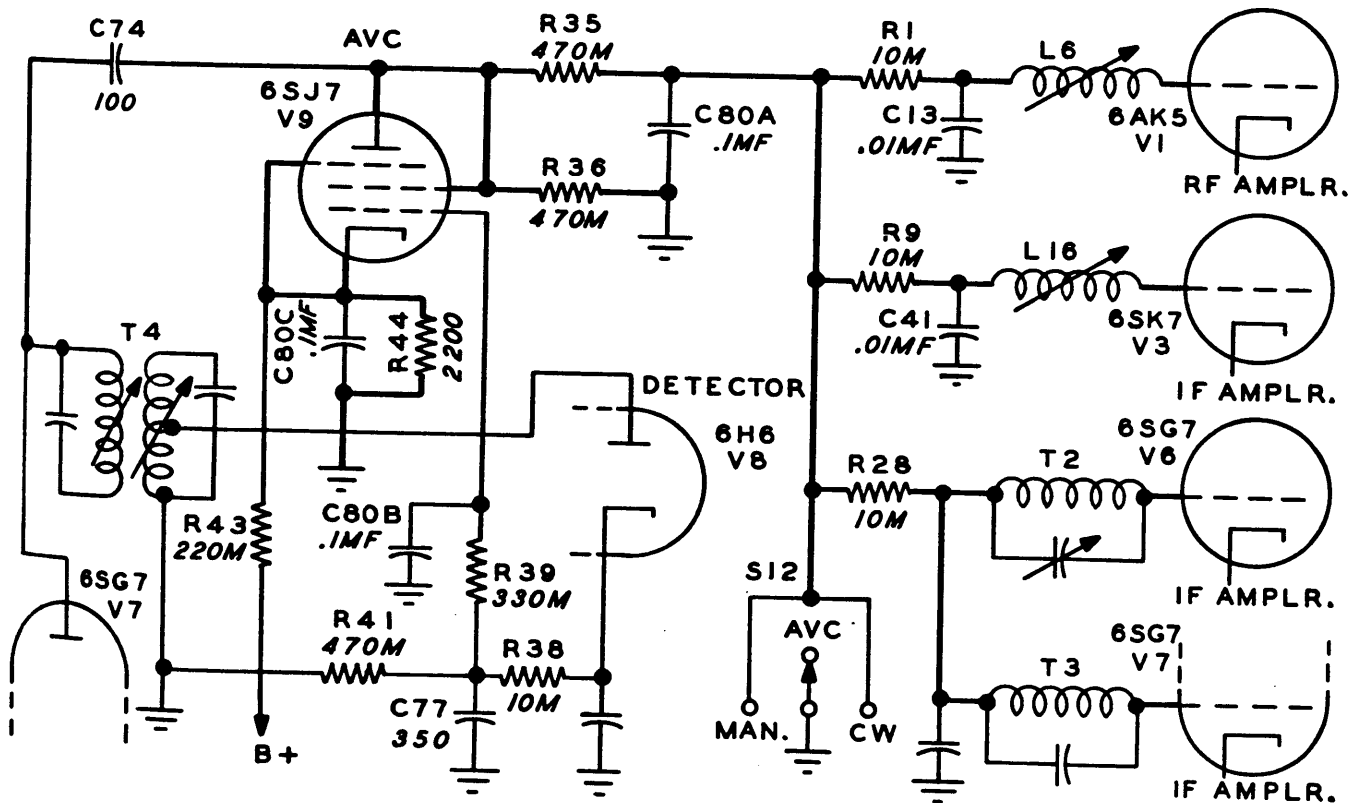 C74
100
AVC
R35
470M
R1
10M
L6
6SJ7
V9
C80A
.1MF
C13
.01MF
6AK5
V1
R36
470M
RF AMPLR.
R9
10M
L16
T4
C80C
.1MF
R44
2200
C41
.01MF
6SK7
V3
DETECTOR
IF AMPLR.
6H6
V8
6SG7
V6
R28
10M
T2
R43
220M
C80B
.1MF
6SG7
V7
R39
330M
S12
IF AMPLR.
R41
470M
R38
10M
AVC
6SG7
V7
T3
C77
350
MAN.
CW
B+
IF AMPLR.